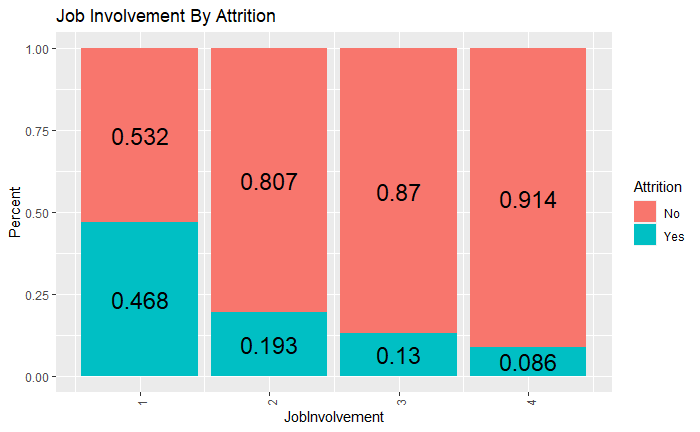 Job Involvement By Attrition
1.00
0.75
0.50
0.25
0.00
Percent
0.532
0.807
0.87
0.914
0.468
0.193
0.13
0.086
1
2
3
4
JobInvolvement
Attrition
No
Yes